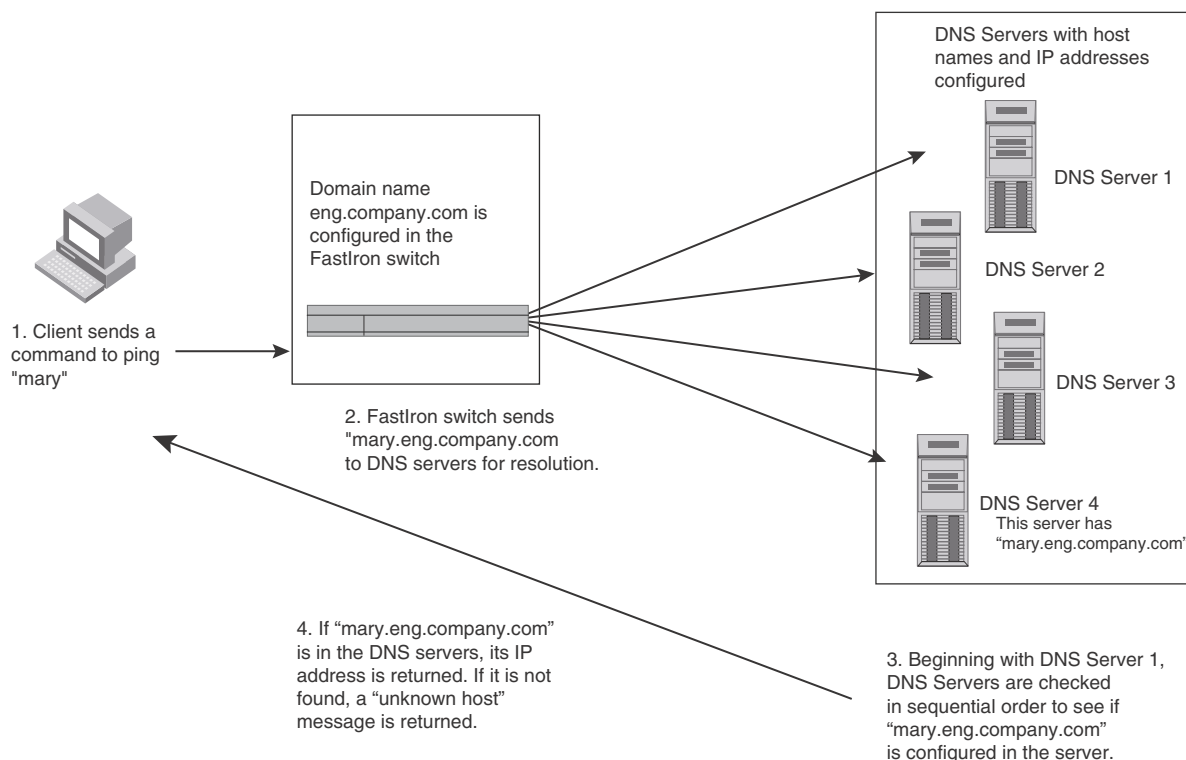 DNS Servers with host
names and IP addresses
configured
DNS Server 1
Domain name
eng.company.com is
configured in the
FastIron switch
DNS Server 2
1. Client sends a
command to ping
"mary"
DNS Server 3
2. FastIron switch sends
"mary.eng.company.com
to DNS servers for resolution.
DNS Server 4
This server has
“mary.eng.company.com”
4. If “mary.eng.company.com”
is in the DNS servers, its IP
address is returned. If it is not
found, a “unknown host”
message is returned.
3. Beginning with DNS Server 1,
DNS Servers are checked
in sequential order to see if
“mary.eng.company.com”
is configured in the server.